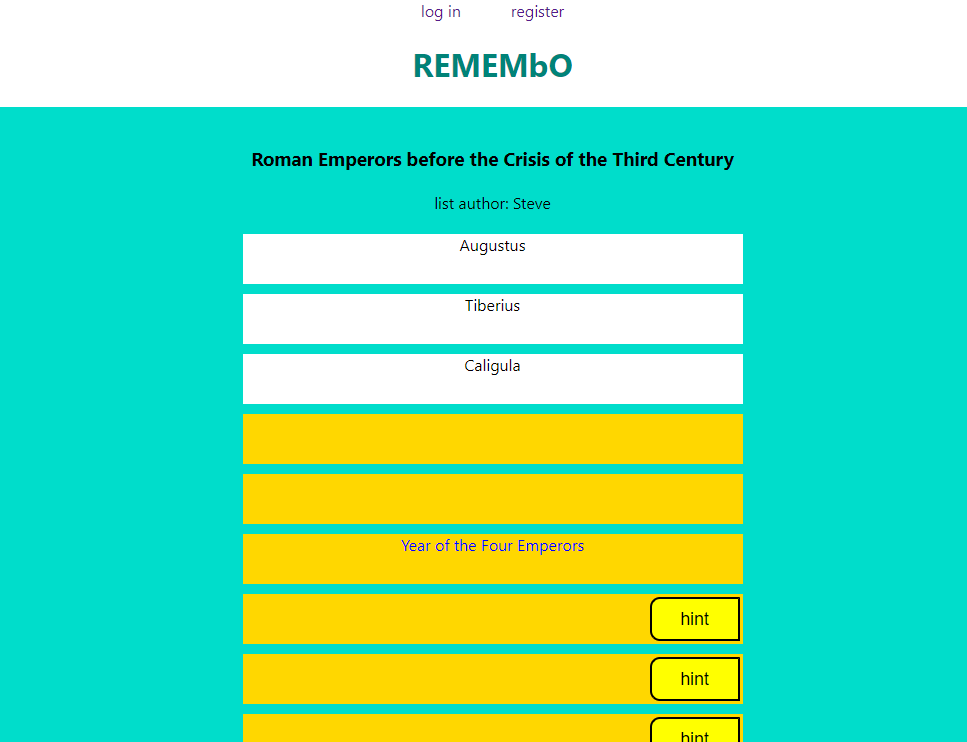 log in register
REMEMbO
Roman Emperors before the Crisis of the Third Century
list author: Steve
Augustus
Tiberius
Caligula
Year of the Four Emperors
hint
hint
hint